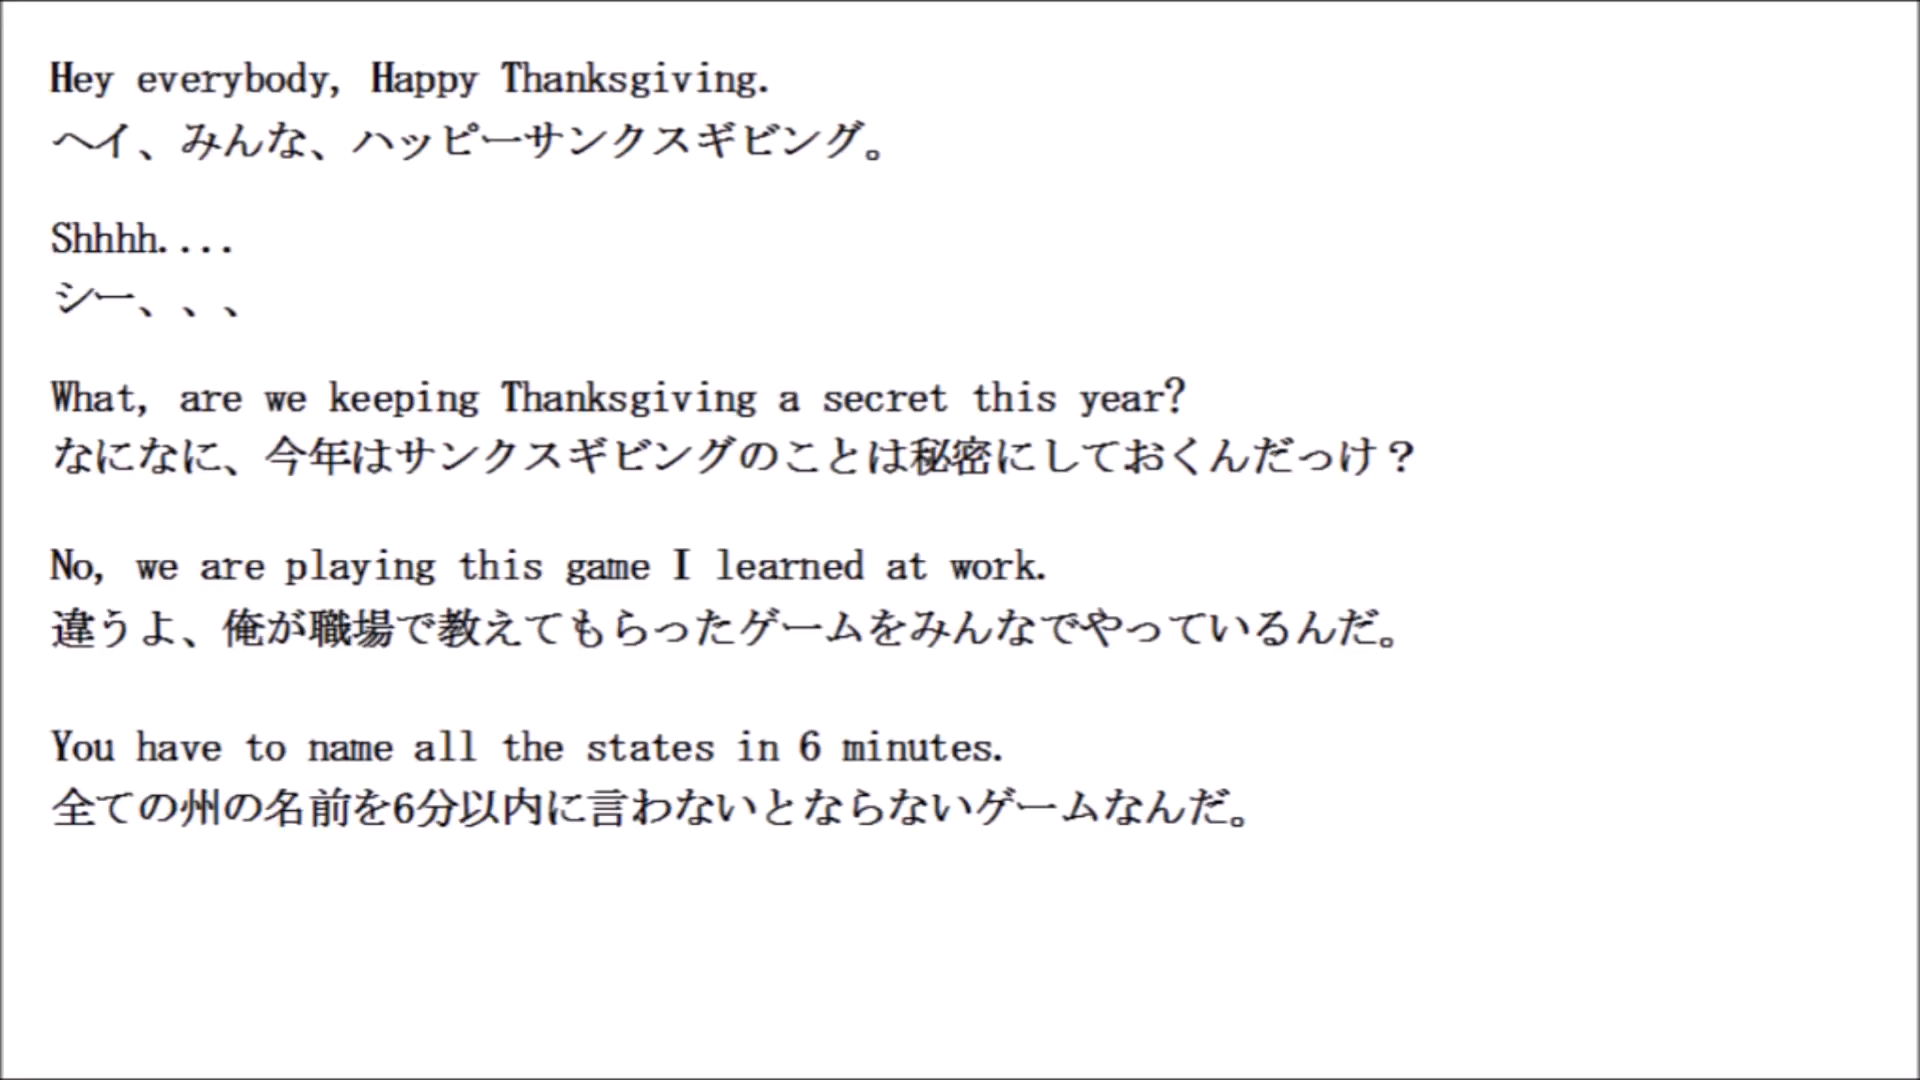 Hey everybody, Happy Thanksgiving.
ヘイ、みんな、ハッピーサンクスギビング。
Shhhh....
シー、、、
What, are we keeping Thanksgiving a secret this year?
なになに、今年はサンクスギビングのことは秘密にしておくんだっけ？
No, we are playing this game I learned at work.
違うよ、俺が職場で教えてもらったゲームをみんなでやっているんだ。
You have to name all the states in 6 minutes.
全ての州の名前を6分以内に言わないとならないゲームなんだ。